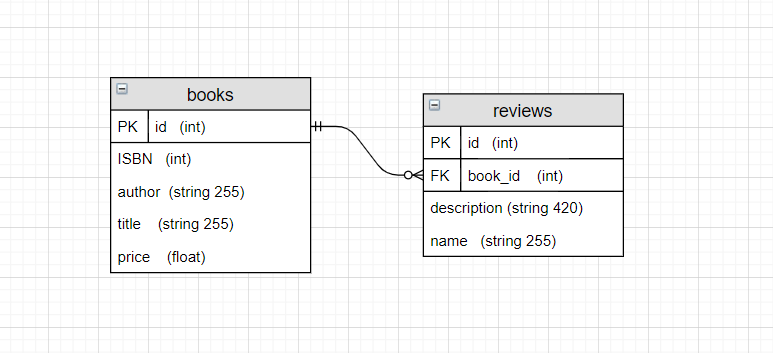 books
PK id (int)
ISBN (int)
author (string 255)
title (string 255)
price (float)
reviews
PK id (int)
FK book_id (int)
description (string 420)
name (string 255)